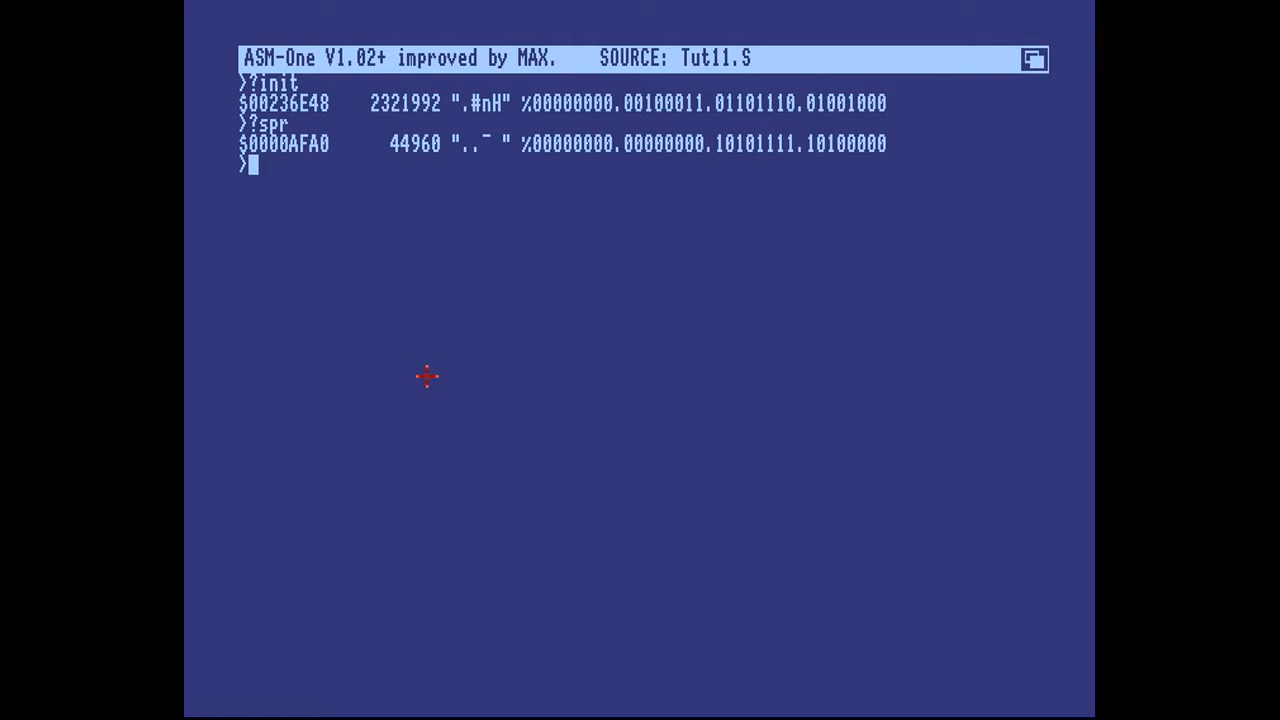 ASM-One V1.02+ improved by MAX. SOURCE: Tut11.S
>?init
$00236E48 2321992 ".#nH" %00000000.00100011.01101110.01001000
>?spr
$0000AFA0 44960 "..¯ " %00000000.00000000.10101111.10100000
>